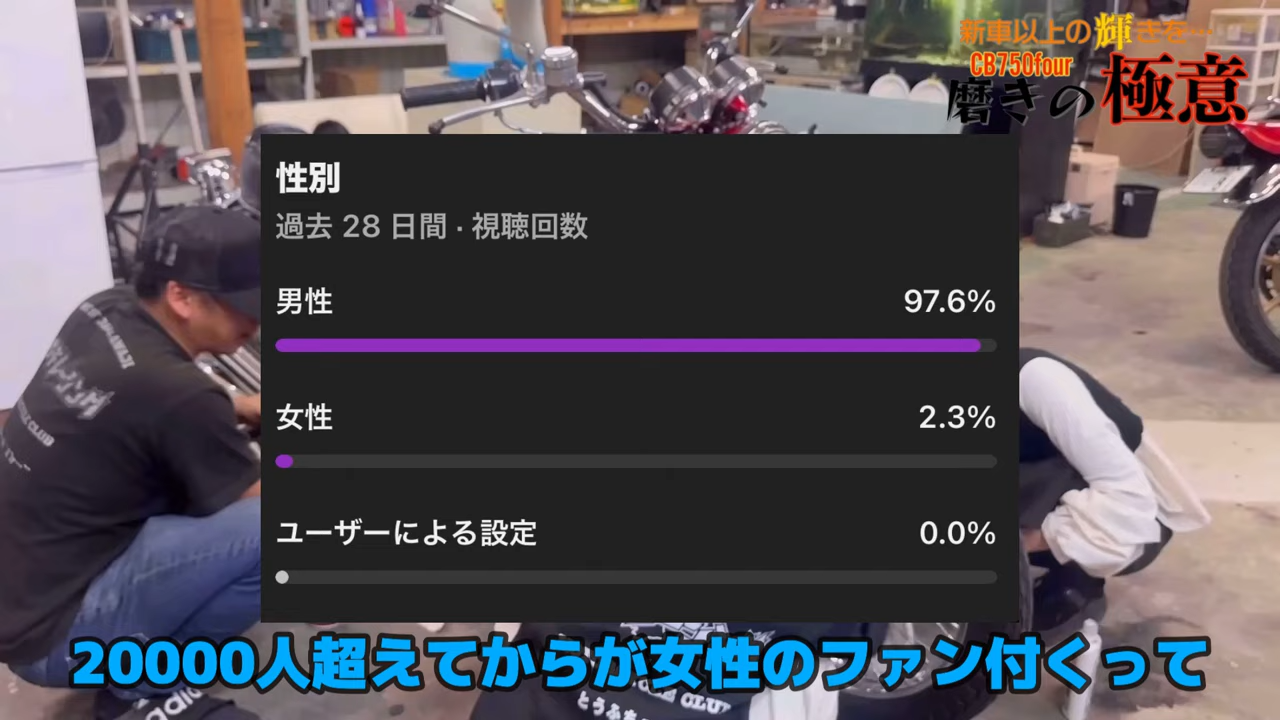 新車以上の輝きを…
CB750four
磨きの極意
性別
過去 28 日間 · 視聴回数
男性 97.6%
女性 2.3%
ユーザーによる設定 0.0%
20000人超えてからが女性のファン付くって